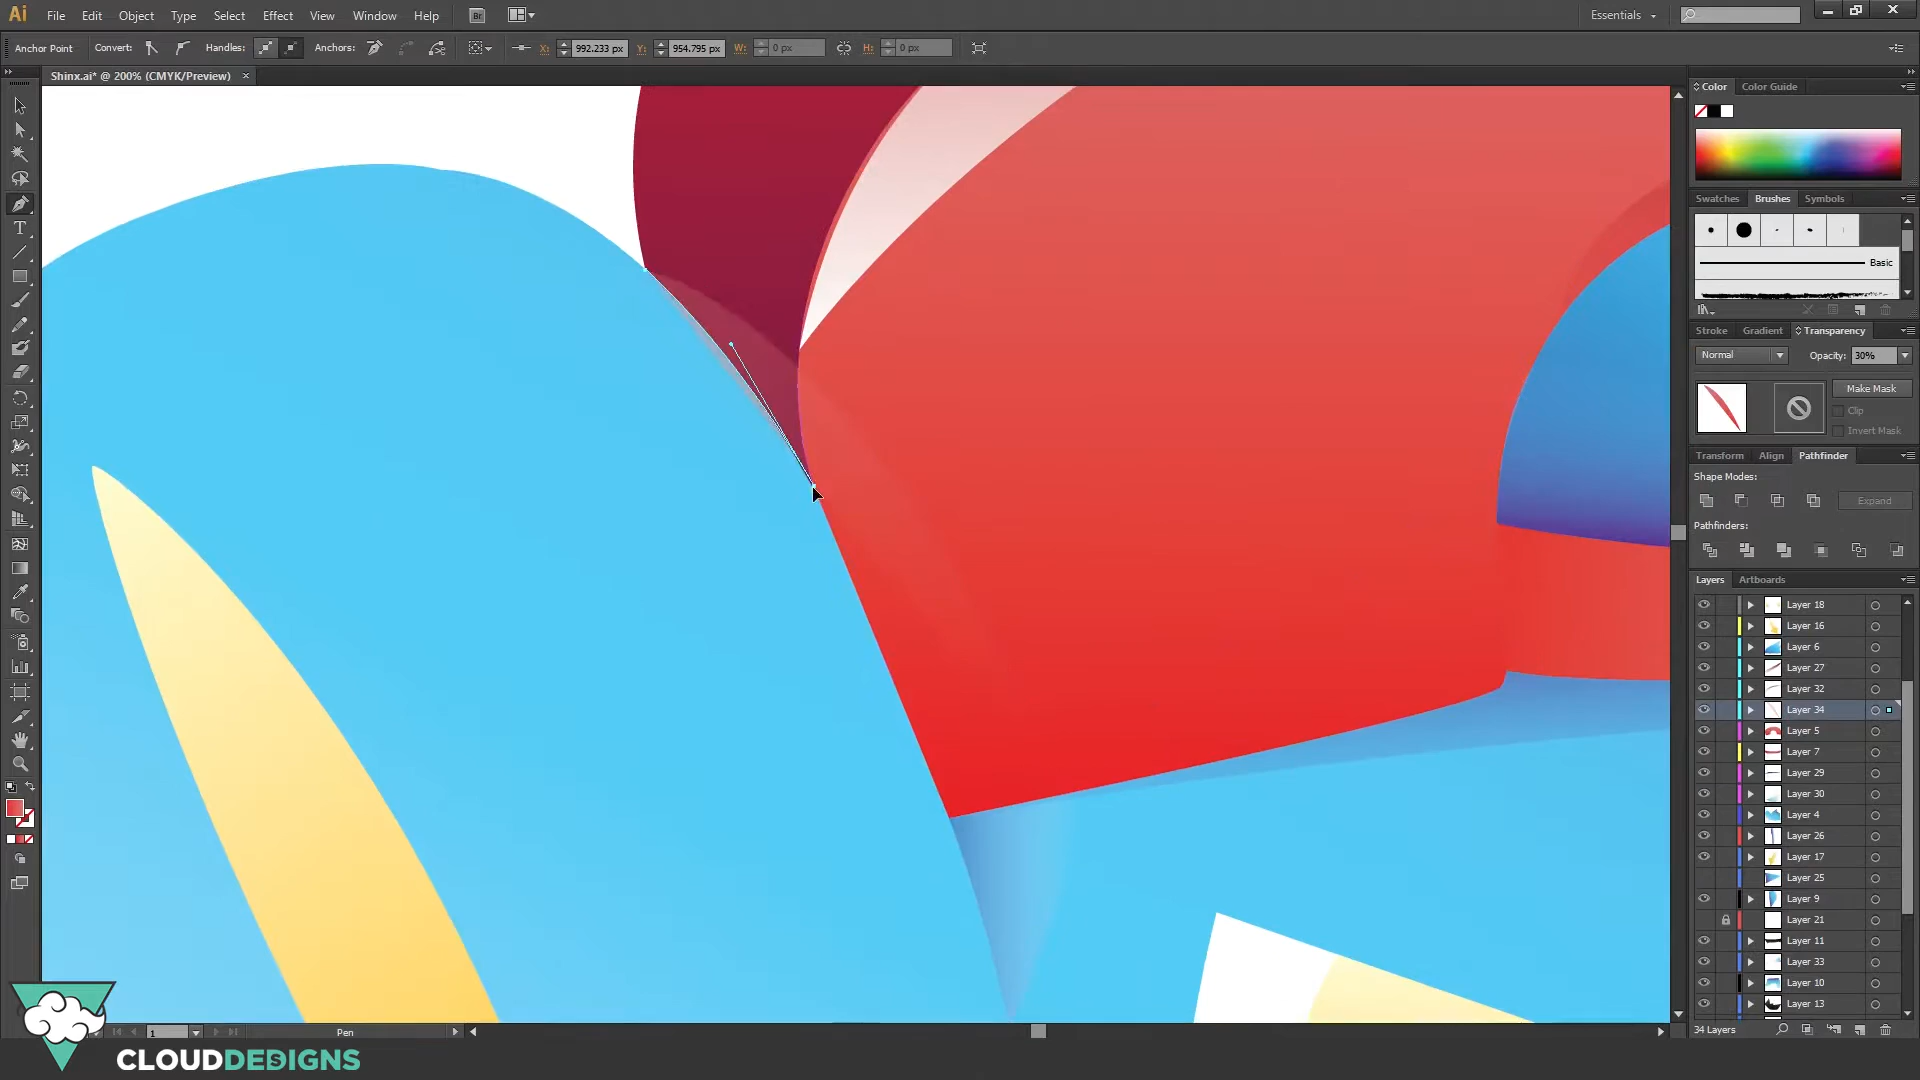 Ai File Edit Object Type Select Effect View Window Help Br Essentials
Anchor Point Convert: Handles: Anchors: X: 992.233 px Y: 954.795 px W: 0 px H: 0 px
Shinx.ai* @ 200% (CMYK/Preview) ×
Color Color Guide
Swatches Brushes Symbols
Basic
Stroke Gradient Transparency
Normal Opacity: 30%
Make Mask
Clip
Invert Mask
Transform Align Pathfinder
Shape Modes:
Expand
Pathfinders:
Layers Artboards
Layer 18
Layer 16
Layer 6
Layer 27
Layer 32
Layer 34
Layer 5
Layer 7
Layer 29
Layer 30
Layer 4
Layer 26
Layer 17
Layer 25
Layer 9
Layer 21
Layer 11
Layer 33
Layer 10
Layer 13
34 Layers
1 Pen
CLOUDDESIGNS